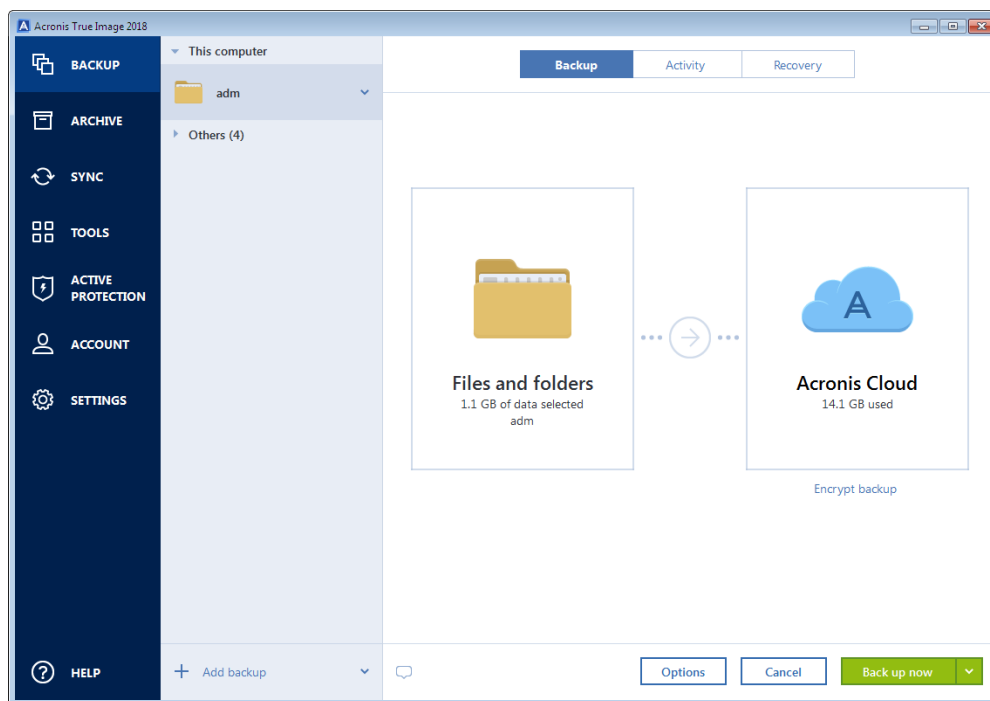 Acronis True Image 2018
BACKUP
ARCHIVE
SYNC
TOOLS
ACTIVE
PROTECTION
ACCOUNT
SETTINGS
HELP
This computer
adm
Others (4)
Add backup
Backup
Activity
Recovery
Files and folders
1.1 GB of data selected
adm
Acronis Cloud
14.1 GB used
Encrypt backup
Options
Cancel
Back up now